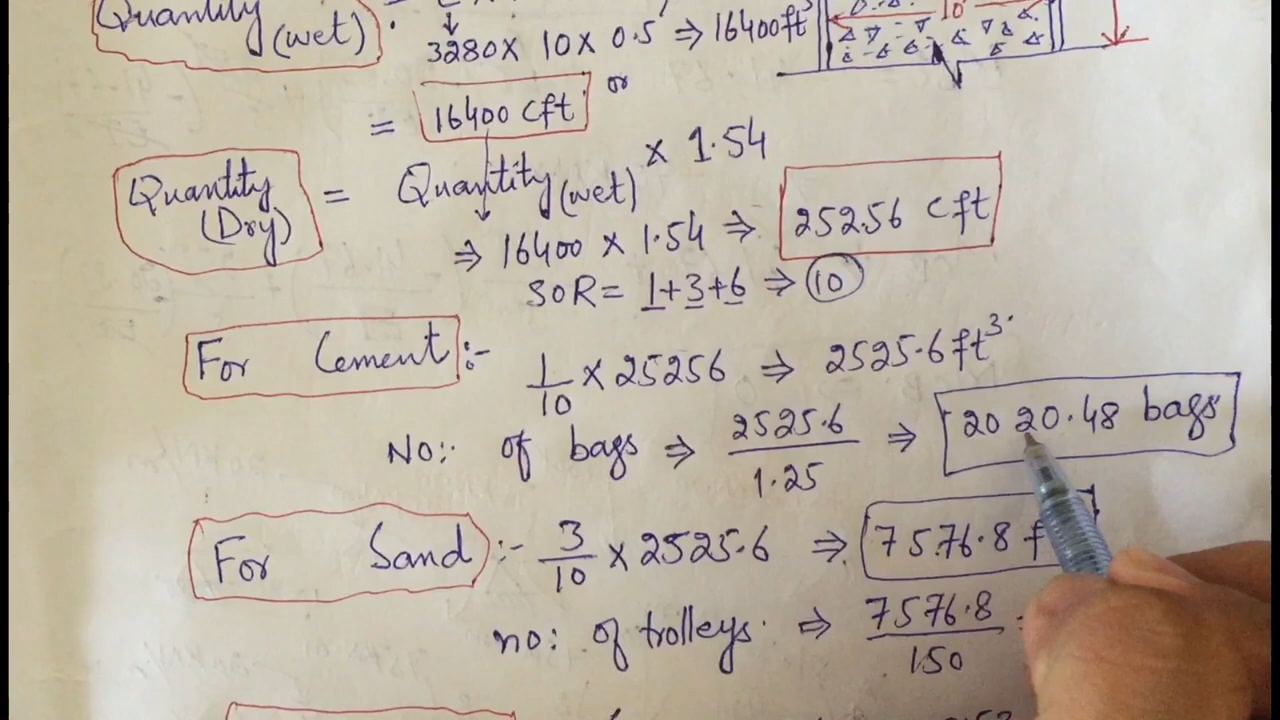 Quantity (wet) :
3280 × 10 × 0.5 ⇒ 16400 ft³
10'
or
= 16400 cft
Quantity (Dry) = Quantity (wet) × 1.54
⇒ 16400 × 1.54 ⇒ 25256 cft
SOR = 1+3+6 ⇒ 10
For Cement :- 1/10 × 25256 ⇒ 2525.6 ft³
No: of bags ⇒ 2525.6/1.25 ⇒ 2020.48 bags
For Sand :- 3/10 × 2525.6 ⇒ 7576.8 f
no: of trolleys ⇒ 7576.8/150 =